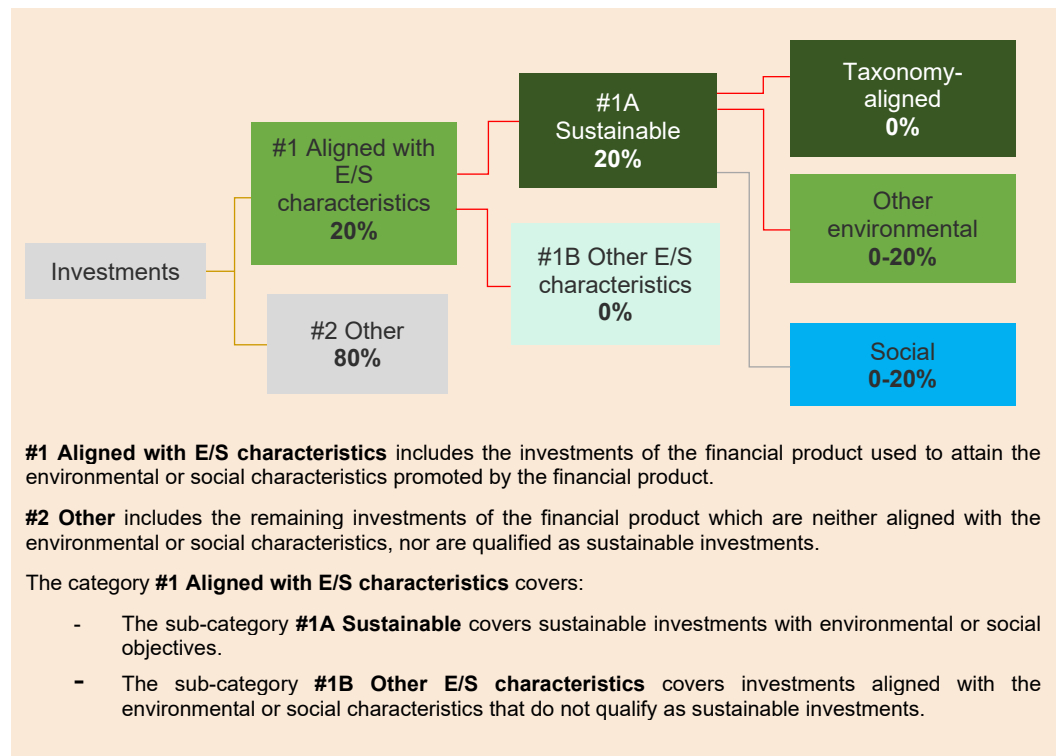 Investments
#1 Aligned with
E/S
characteristics
20%
#2 Other
80%
#1A
Sustainable
20%
#1B Other E/S
characteristics
0%
Taxonomy-
aligned
0%
Other
environmental
0-20%
Social
0-20%
#1 Aligned with E/S characteristics includes the investments of the financial product used to attain the
environmental or social characteristics promoted by the financial product.
#2 Other includes the remaining investments of the financial product which are neither aligned with the
environmental or social characteristics, nor are qualified as sustainable investments.
The category #1 Aligned with E/S characteristics covers:
- The sub-category #1A Sustainable covers sustainable investments with environmental or social
objectives.
- The sub-category #1B Other E/S characteristics covers investments aligned with the
environmental or social characteristics that do not qualify as sustainable investments.